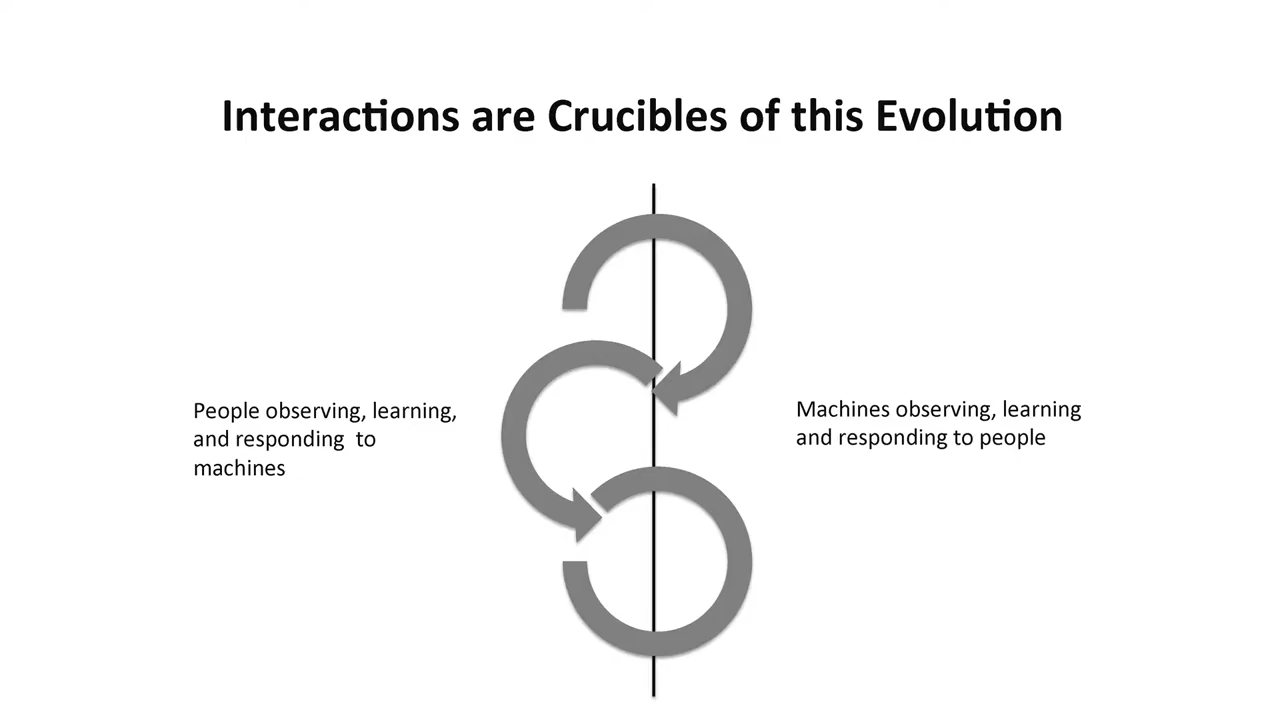 Interactions are Crucibles of this Evolution
People observing, learning,
and responding  to
machines
Machines observing, learning
and responding to people